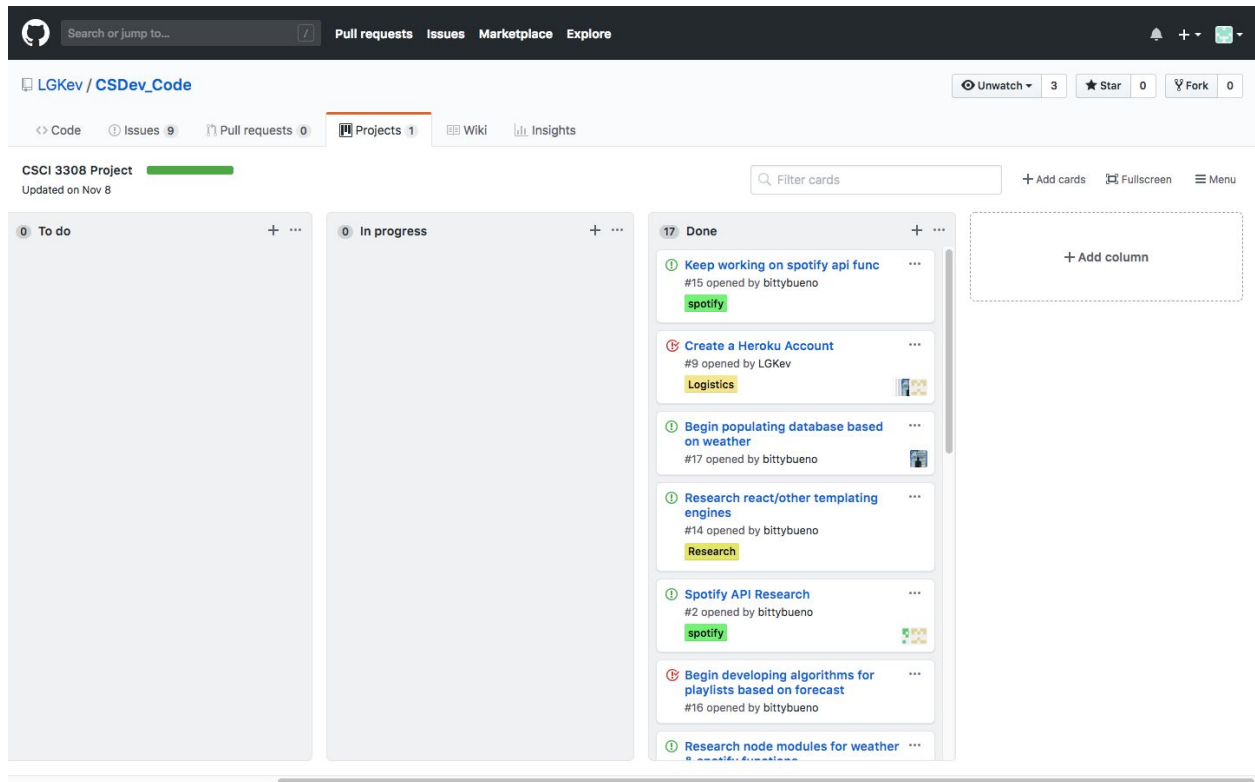 Search or jump to... / Pull requests Issues Marketplace Explore
LGKev / CSDev_Code Unwatch 3 Star 0 Fork 0
Code Issues 9 Pull requests 0 Projects 1 Wiki Insights
CSCI 3308 Project
Updated on Nov 8
Filter cards + Add cards Fullscreen Menu
0 To do + ...
0 In progress + ...
17 Done + ...
Keep working on spotify api func ...
#15 opened by bittybueno
spotify
Create a Heroku Account ...
#9 opened by LGKev
Logistics
Begin populating database based ...
on weather
#17 opened by bittybueno
Research react/other templating ...
engines
#14 opened by bittybueno
Research
Spotify API Research ...
#2 opened by bittybueno
spotify
Begin developing algorithms for ...
playlists based on forecast
#16 opened by bittybueno
Research node modules for weather ...
& spotify functions
+ Add column